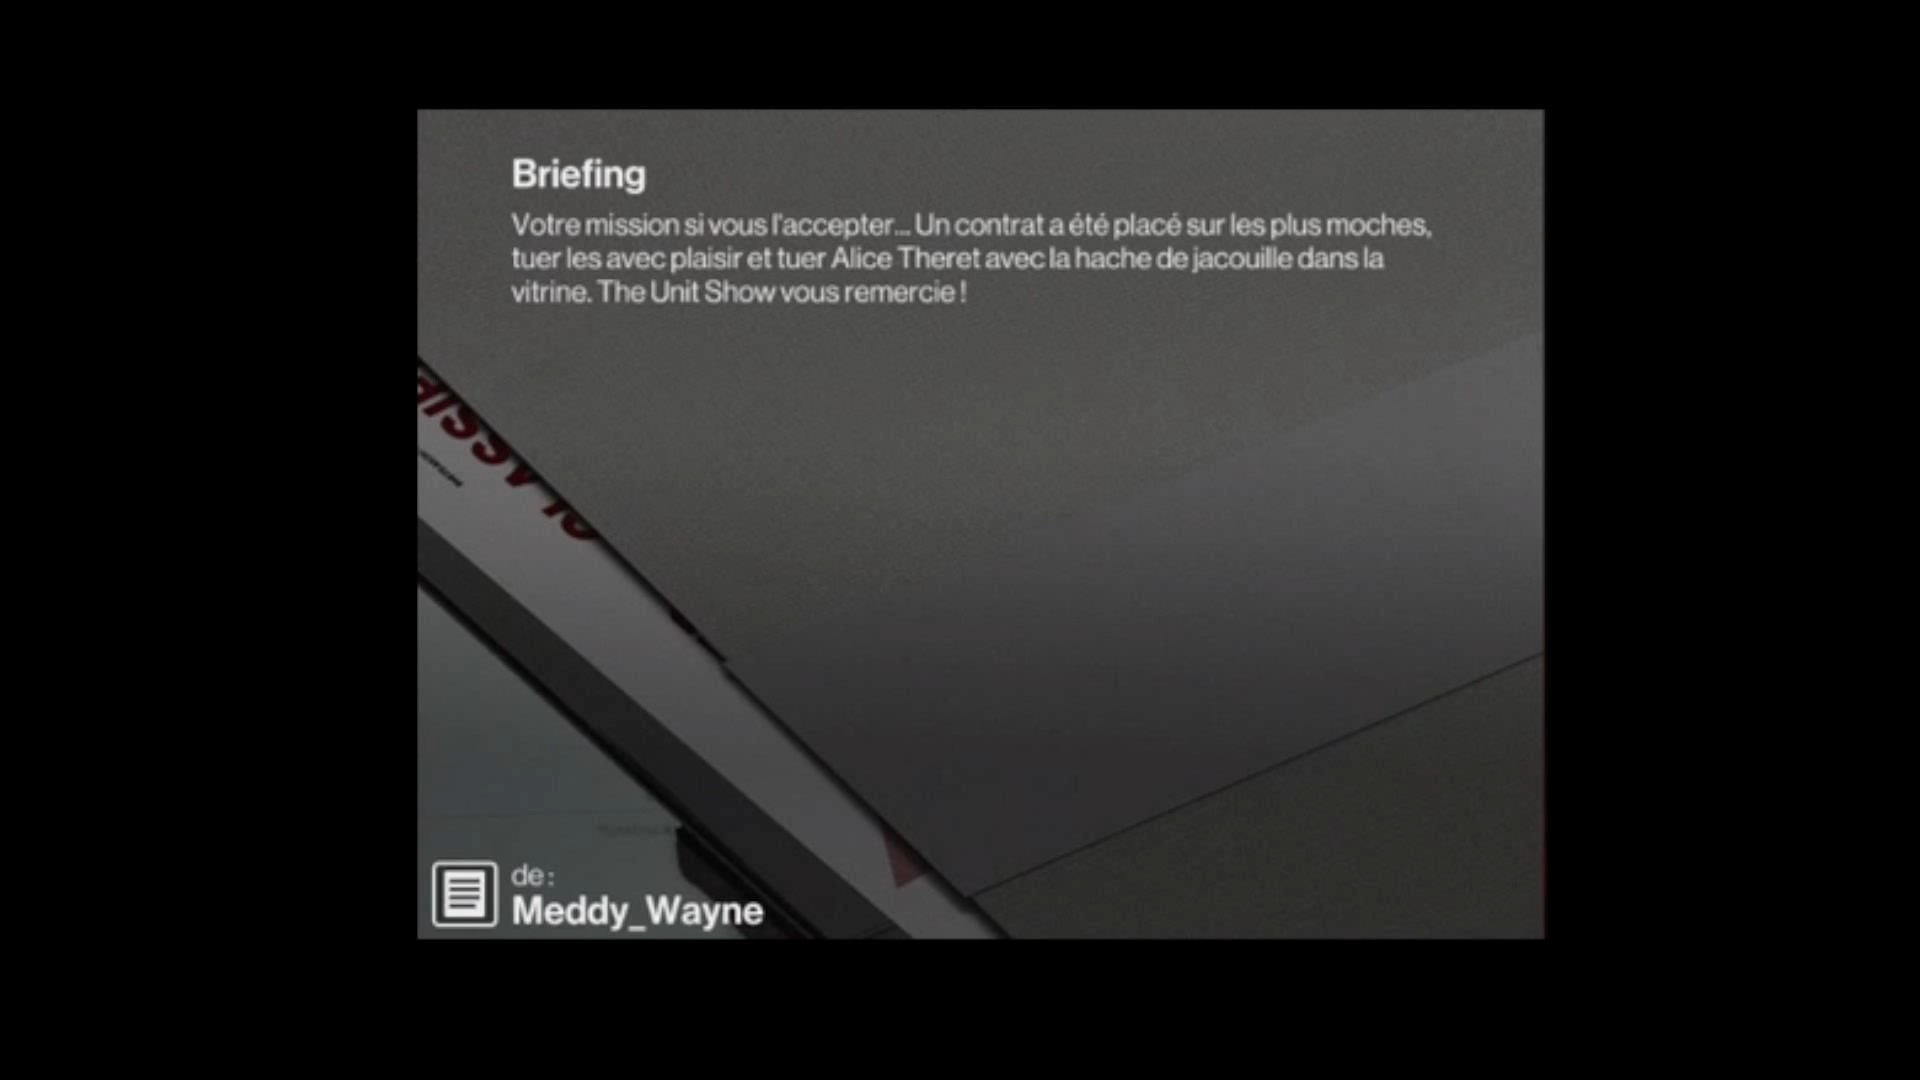 Briefing
Votre mission si vous l'accepter... Un contrat a été placé sur les plus moches,
tuer les avec plaisir et tuer Alice Theret avec la hache de jacouille dans la
vitrine. The Unit Show vous remercie !
de :
Meddy_Wayne